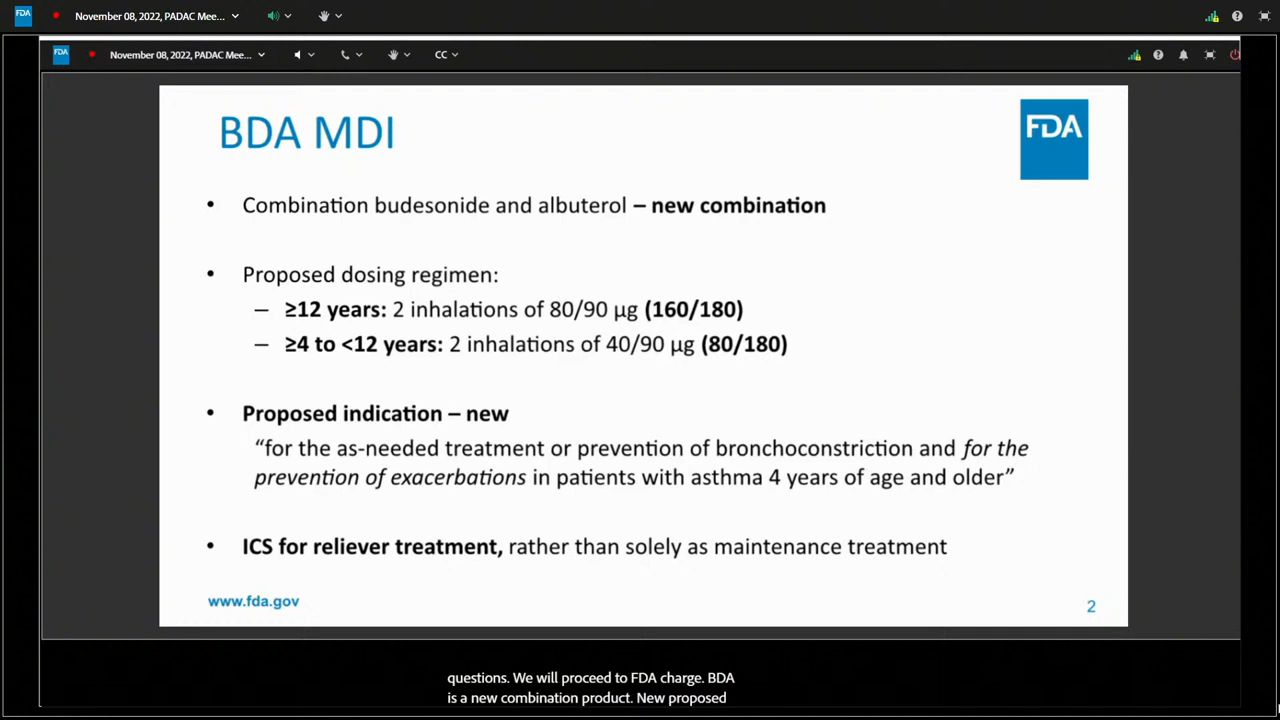 FDA November 08, 2022, PADAC Mee...
FDA November 08, 2022, PADAC Mee... CC
BDA MDI
FDA
• Combination budesonide and albuterol – new combination
• Proposed dosing regimen:
– ≥12 years: 2 inhalations of 80/90 µg (160/180)
– ≥4 to <12 years: 2 inhalations of 40/90 µg (80/180)
• Proposed indication – new
“for the as-needed treatment or prevention of bronchoconstriction and for the
prevention of exacerbations in patients with asthma 4 years of age and older”
• ICS for reliever treatment, rather than solely as maintenance treatment
www.fda.gov
2
questions. We will proceed to FDA charge. BDA
is a new combination product. New proposed